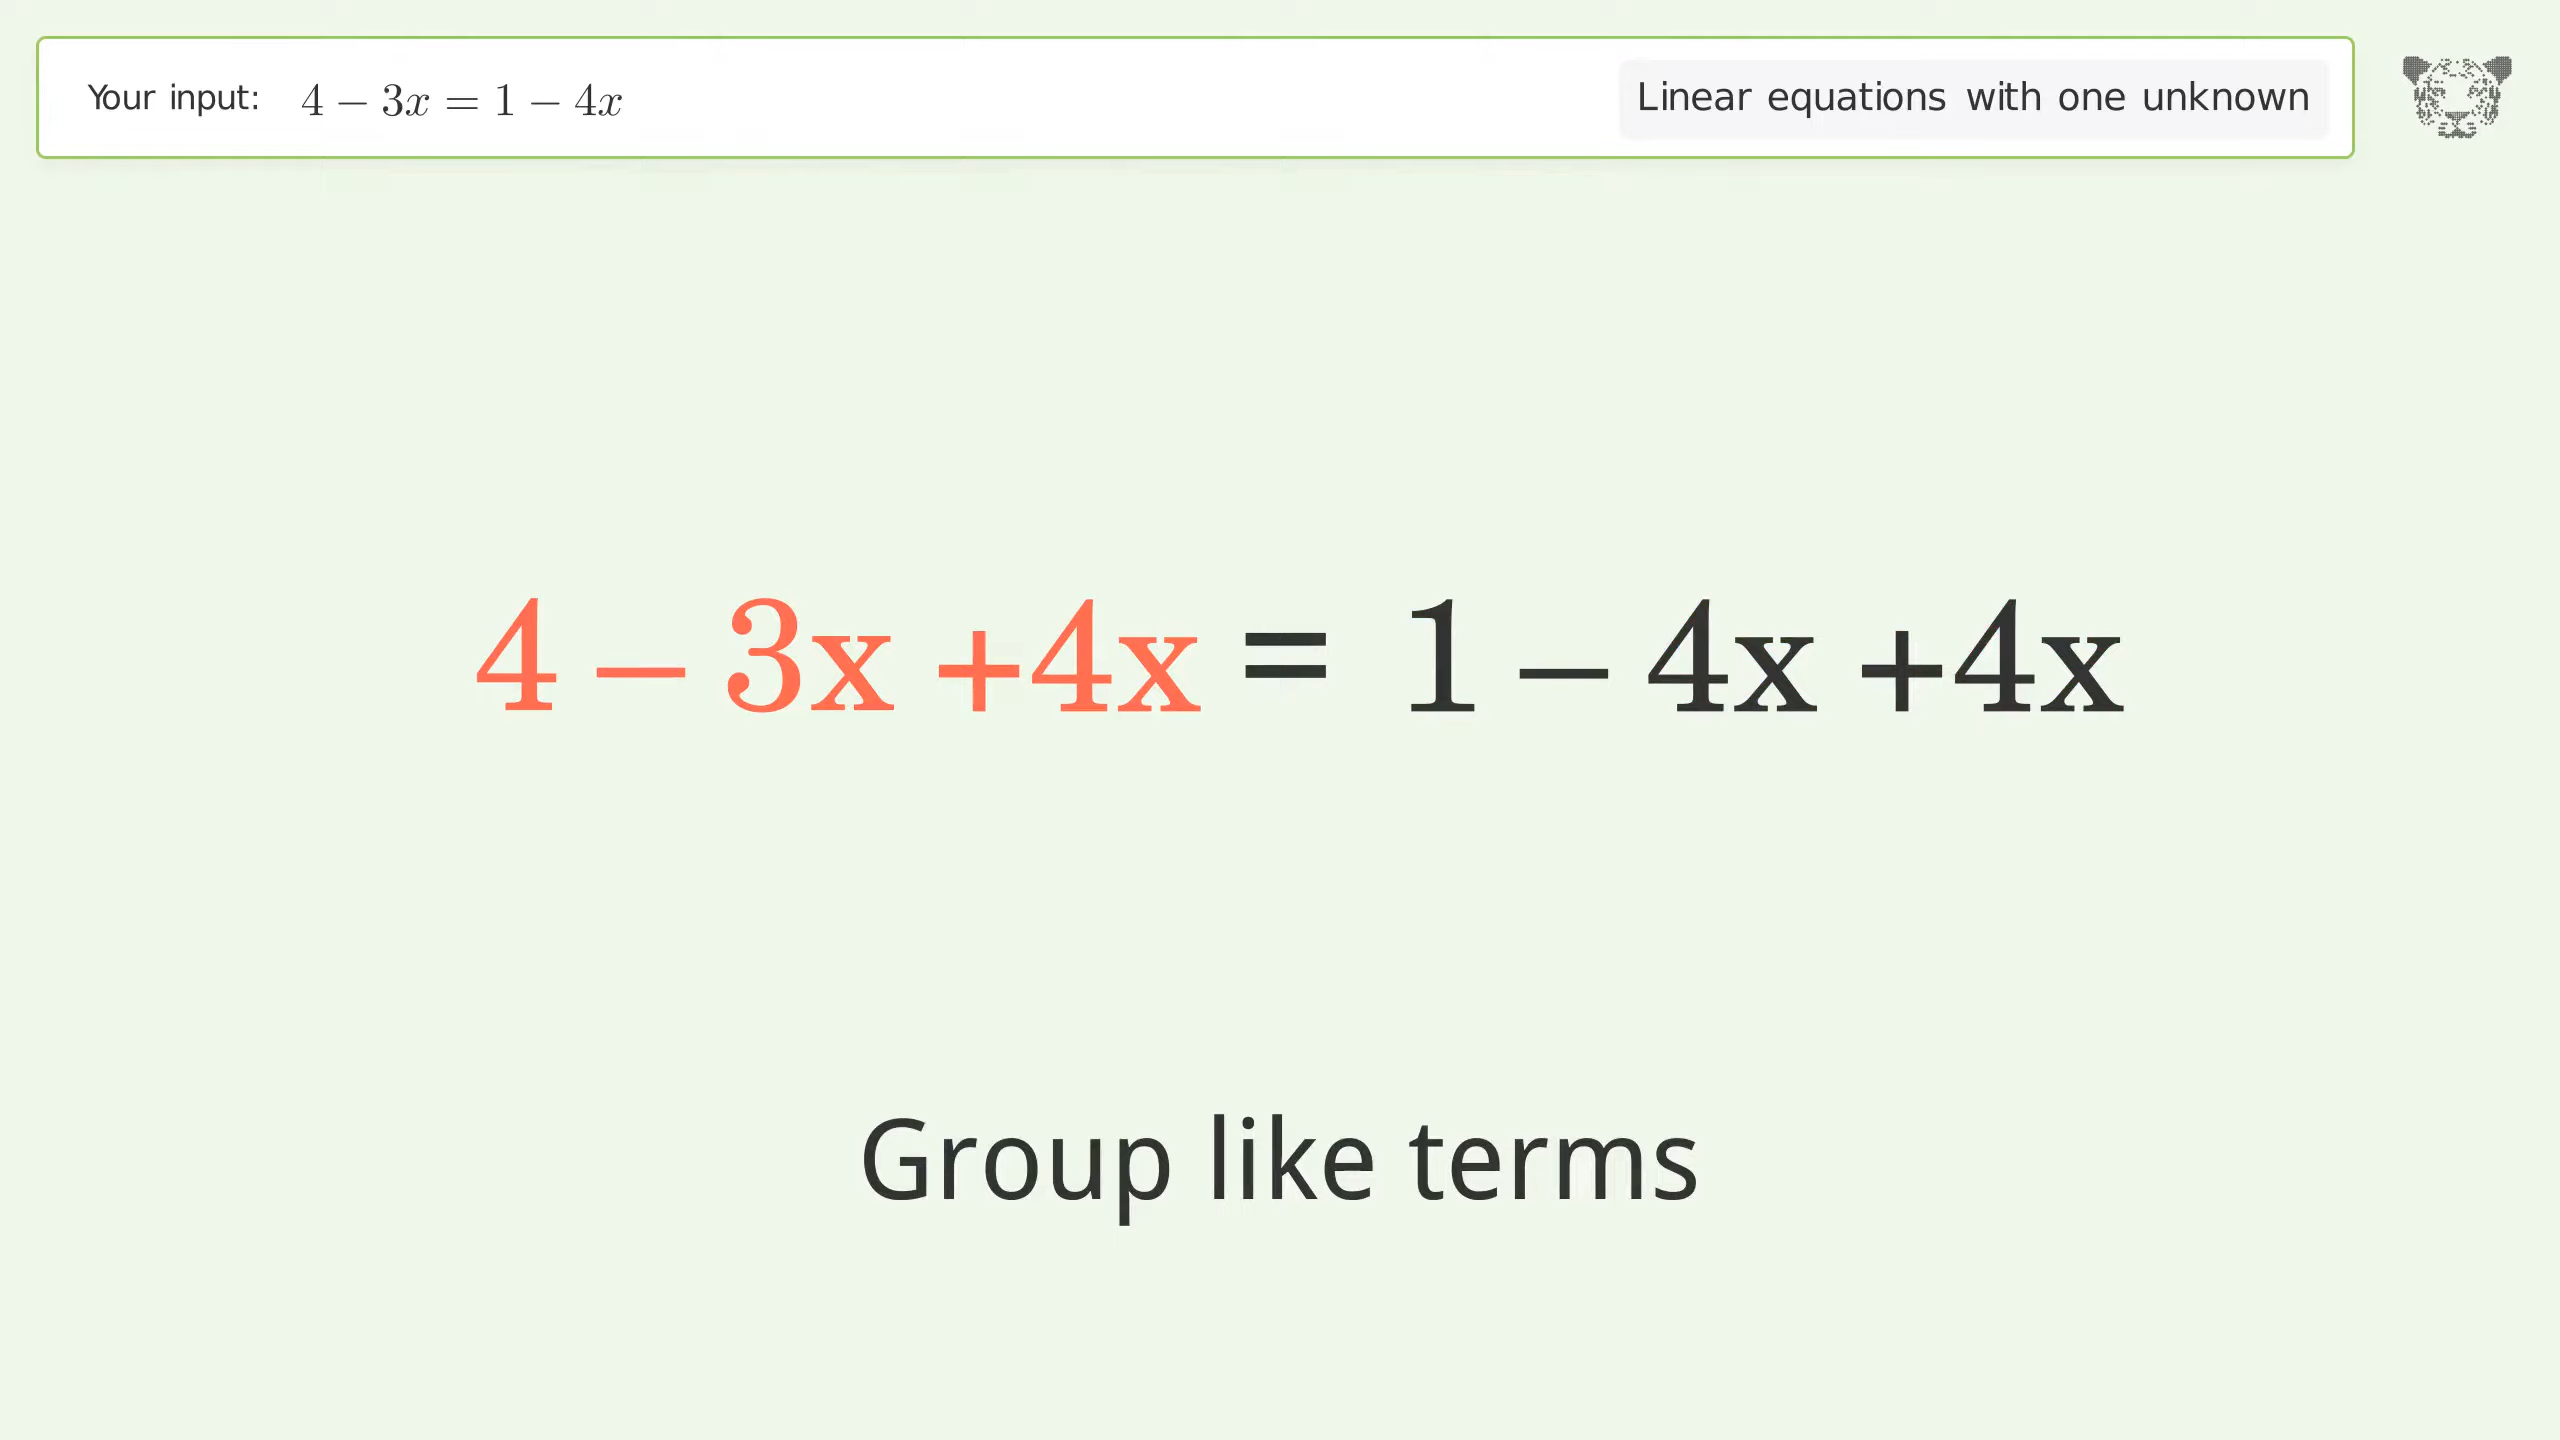 Your input: 4 − 3x = 1 − 4x
Linear equations with one unknown
4 − 3x +4x = 1 − 4x +4x
Group like terms